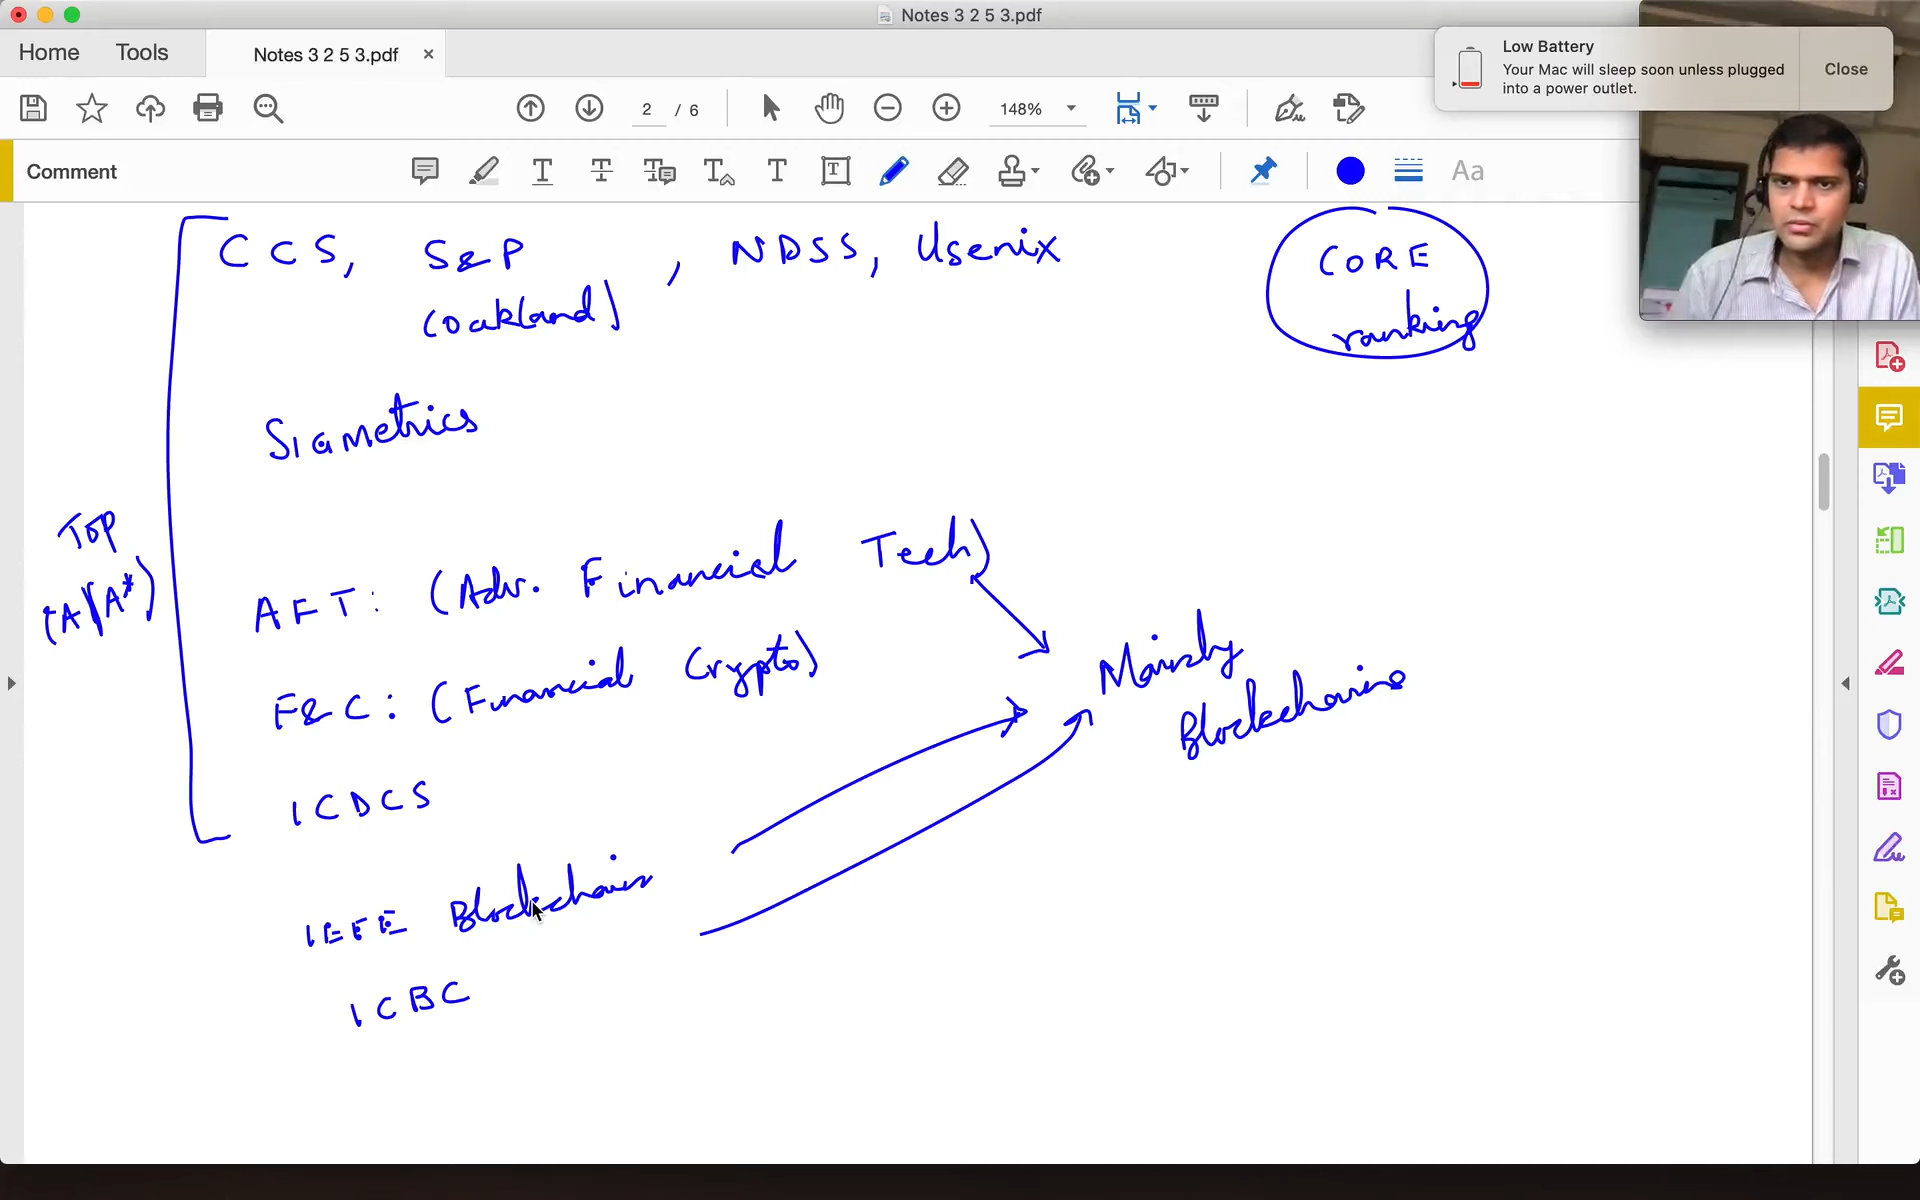 Notes 3 2 5 3.pdf
Home Tools Notes 3 2 5 3.pdf ×
Low Battery
Your Mac will sleep soon unless plugged
into a power outlet.
Close
2 / 6
148%
Comment
Aa
CCS, S&P , NDSS, Usenix
(Oakland)
CORE
ranking
Sigmetrics
TOP
(A/A*)
AFT: (Adv. Financial Tech)
F&C: (Financial Crypto)
Mainly
Blockchains
ICDCS
IEEE Blockchain
ICBC